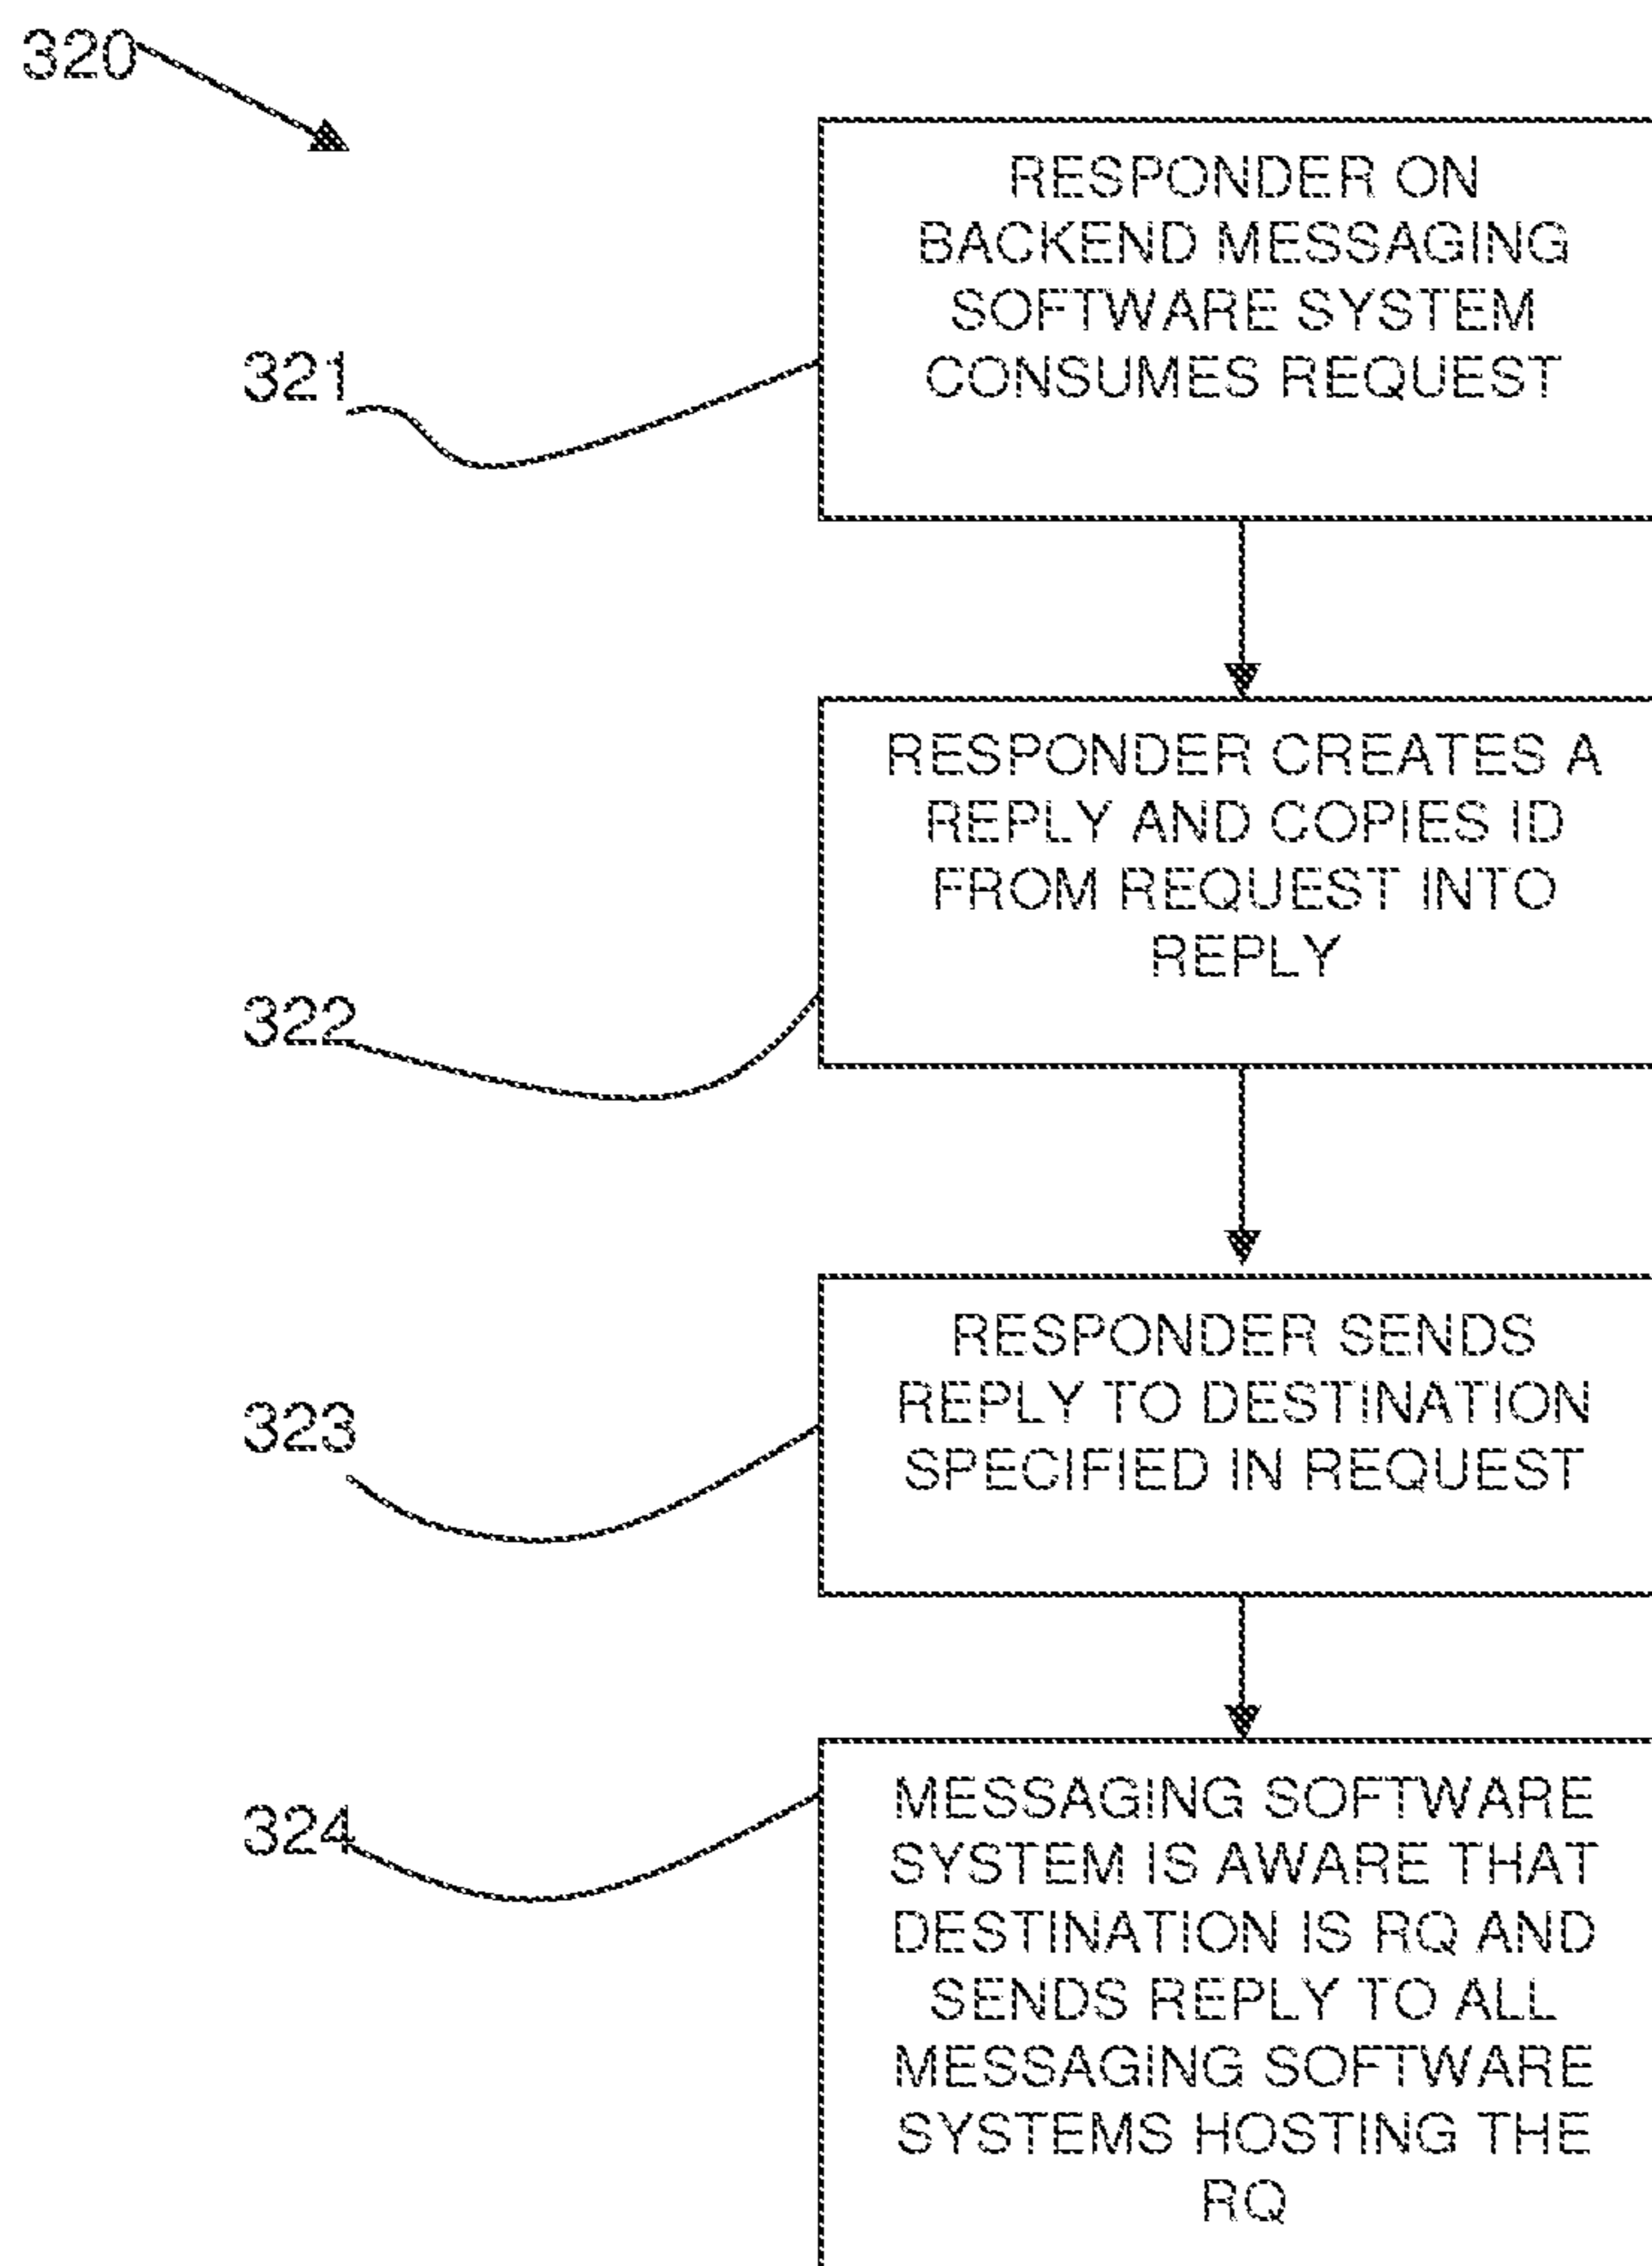 320
RESPONDER ON
BACKEND MESSAGING
SOFTWARE SYSTEM
CONSUMES REQUEST
321
RESPONDER CREATES A
REPLY AND COPIES ID
FROM REQUEST INTO
REPLY
322
RESPONDER SENDS
REPLY TO DESTINATION
SPECIFIED IN REQUEST
323
MESSAGING SOFTWARE
SYSTEM IS AWARE THAT
DESTINATION IS RQ AND
SENDS REPLY TO ALL
MESSAGING SOFTWARE
SYSTEMS HOSTING THE
RQ
324